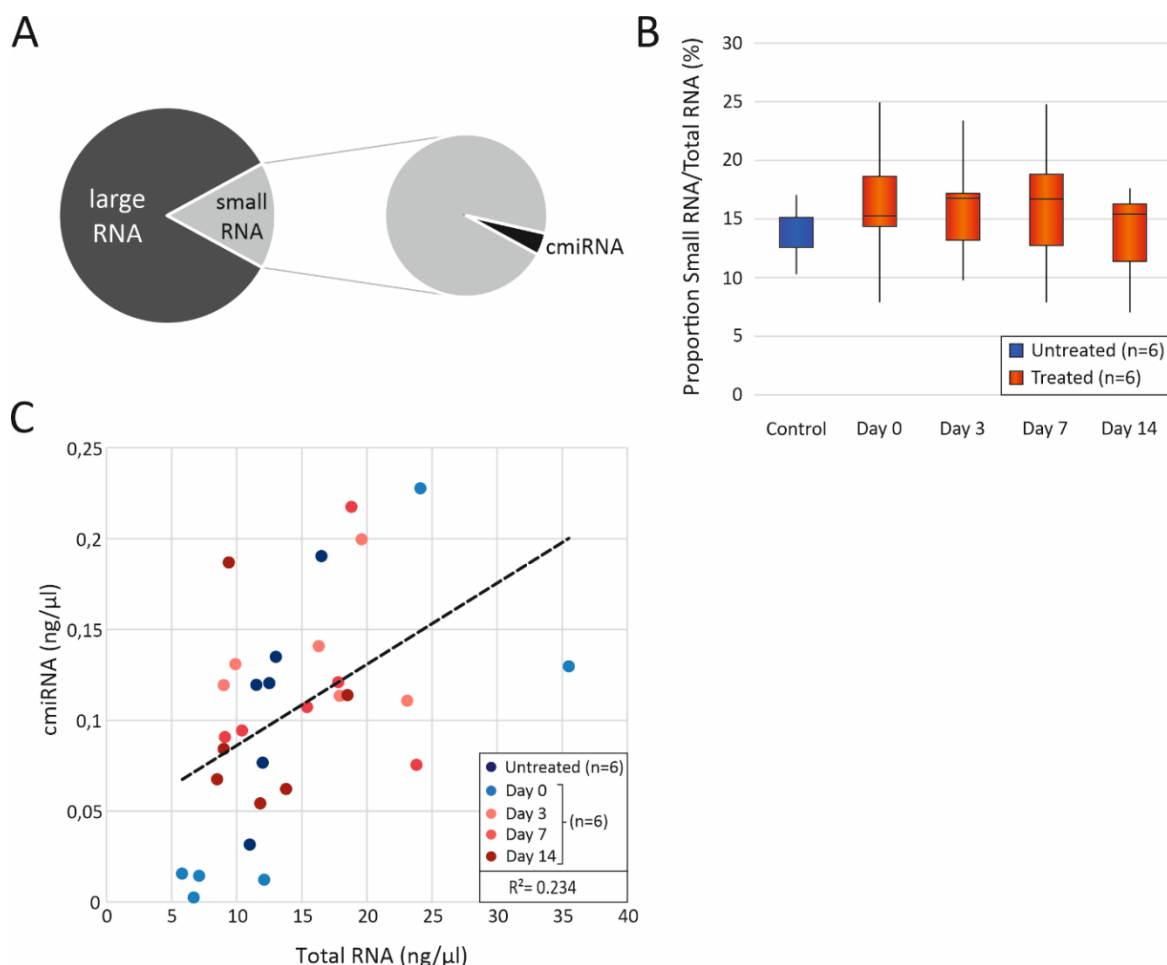 A
large
RNA
small
RNA
cmiRNA
B
Proportion Small RNA/Total RNA (%)
30
25
20
15
10
5
0
Untreated (n=6)
Treated (n=6)
Control Day 0 Day 3 Day 7 Day 14
C
cmiRNA (ng/µl)
0,25
0,2
0,15
0,1
0,05
0
Untreated (n=6)
Day 0
Day 3
Day 7
Day 14
(n=6)
R²= 0.234
0 5 10 15 20 25 30 35 40
Total RNA (ng/µl)